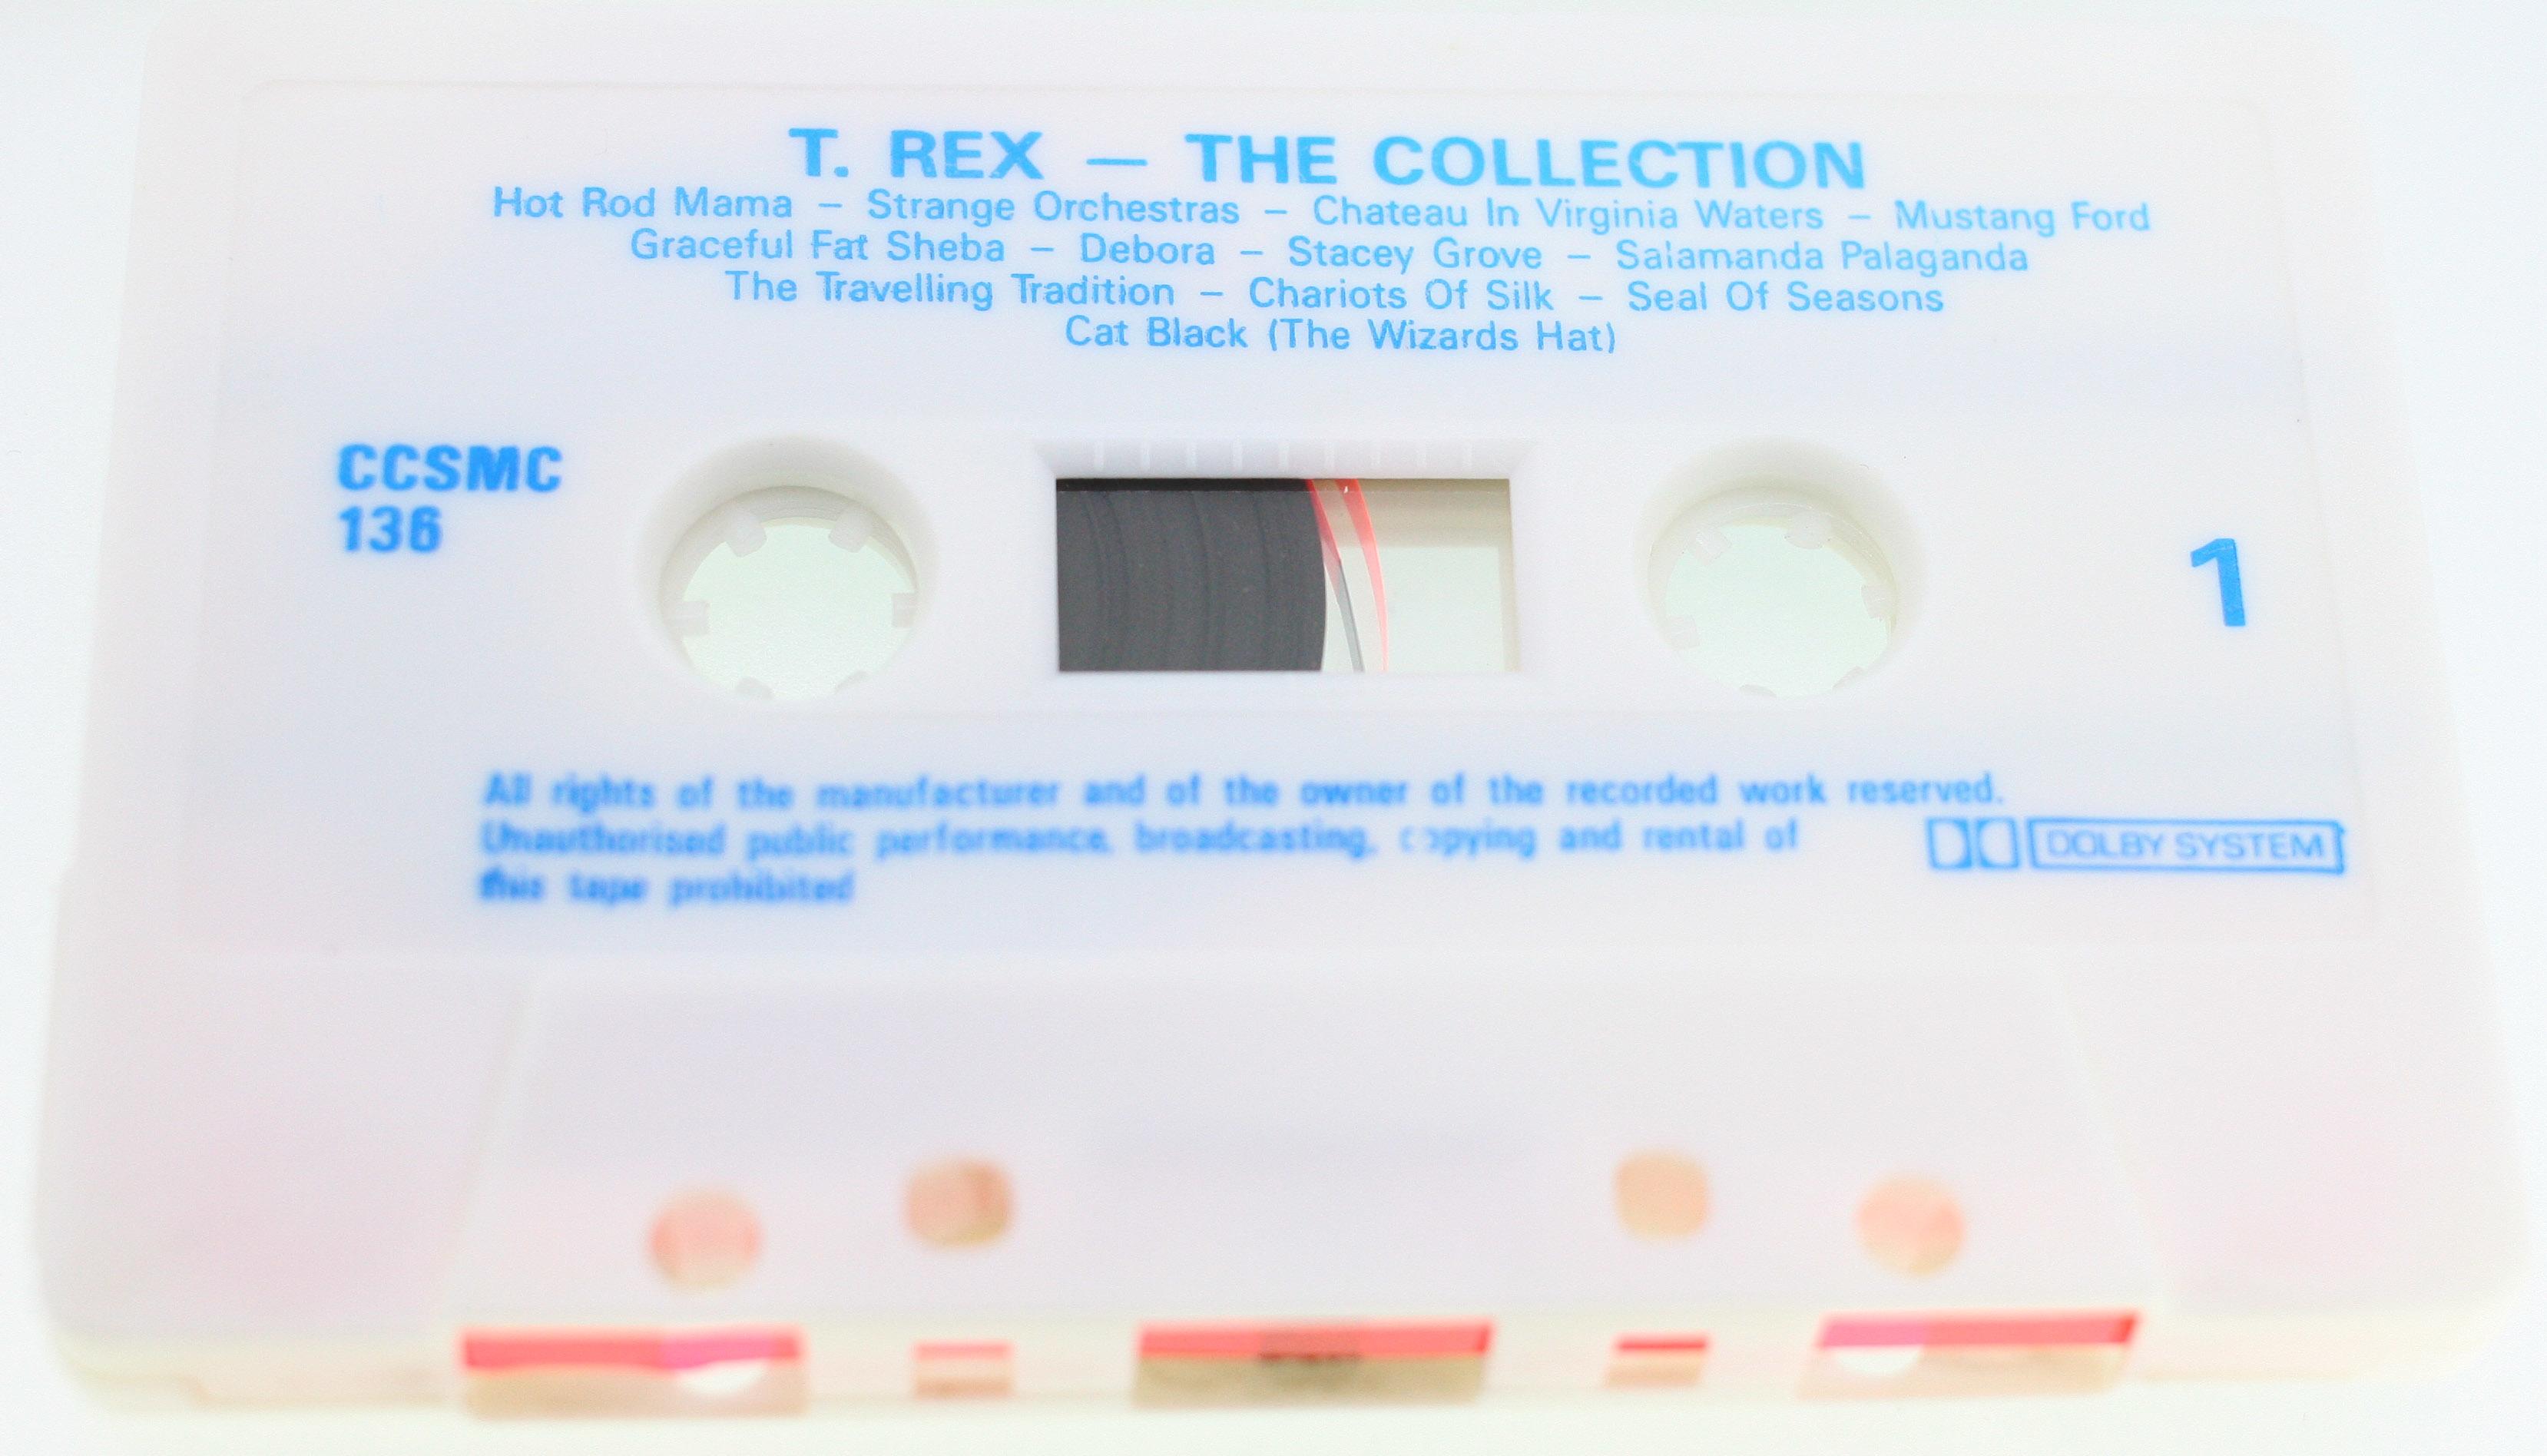 T. REX — THE COLLECTION
Hot Rod Mama – Strange Orchestras – Chateau In Virginia Waters – Mustang Ford
Graceful Fat Sheba – Debora – Stacey Grove – Salamanda Palaganda
The Travelling Tradition – Chariots Of Silk – Seal Of Seasons
Cat Black (The Wizards Hat)
CCSMC
136
1
All rights of the manufacturer and of the owner of the recorded work reserved.
Unauthorised public performance, broadcasting, copying and rental of
this tape prohibited
DOLBY SYSTEM